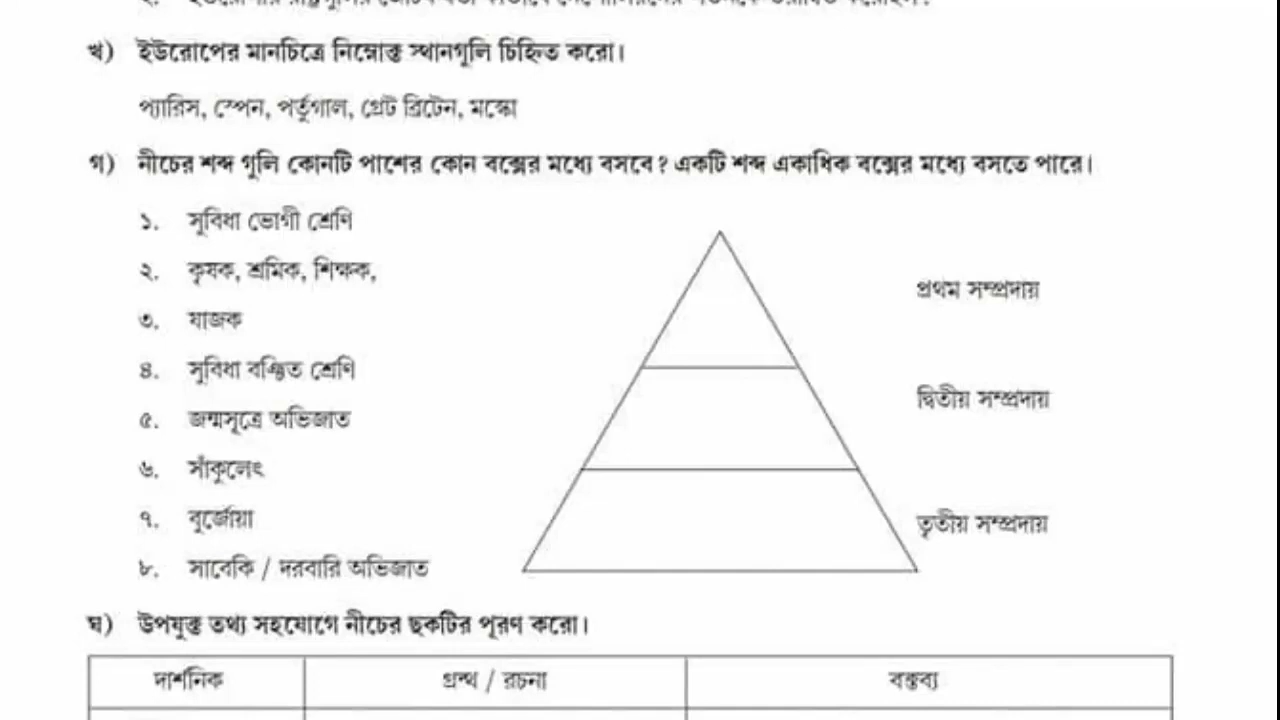 খ) ইউরোপের মানচিত্রে নিম্নোক্ত স্থানগুলি চিহ্নিত করো।
প্যারিস, স্পেন, পর্তুগাল, গ্রেট ব্রিটেন, মস্কো
গ) নীচের শব্দ গুলি কোনটি পাশের কোন বক্সের মধ্যে বসবে? একটি শব্দ একাধিক বক্সের মধ্যে বসতে পারে।
১. সুবিধা ভোগী শ্রেণি
২. কৃষক, শ্রমিক, শিক্ষক,
৩. যাজক
৪. সুবিধা বঞ্চিত শ্রেণি
৫. জন্মসূত্রে অভিজাত
৬. সাঁকুলেৎ
৭. বুর্জোয়া
৮. সাবেকি / দরবারি অভিজাত
প্রথম সম্প্রদায়
দ্বিতীয় সম্প্রদায়
তৃতীয় সম্প্রদায়
ঘ) উপযুক্ত তথ্য সহযোগে নীচের ছকটির পূরণ করো।
দার্শনিক
গ্রন্থ / রচনা
বক্তব্য